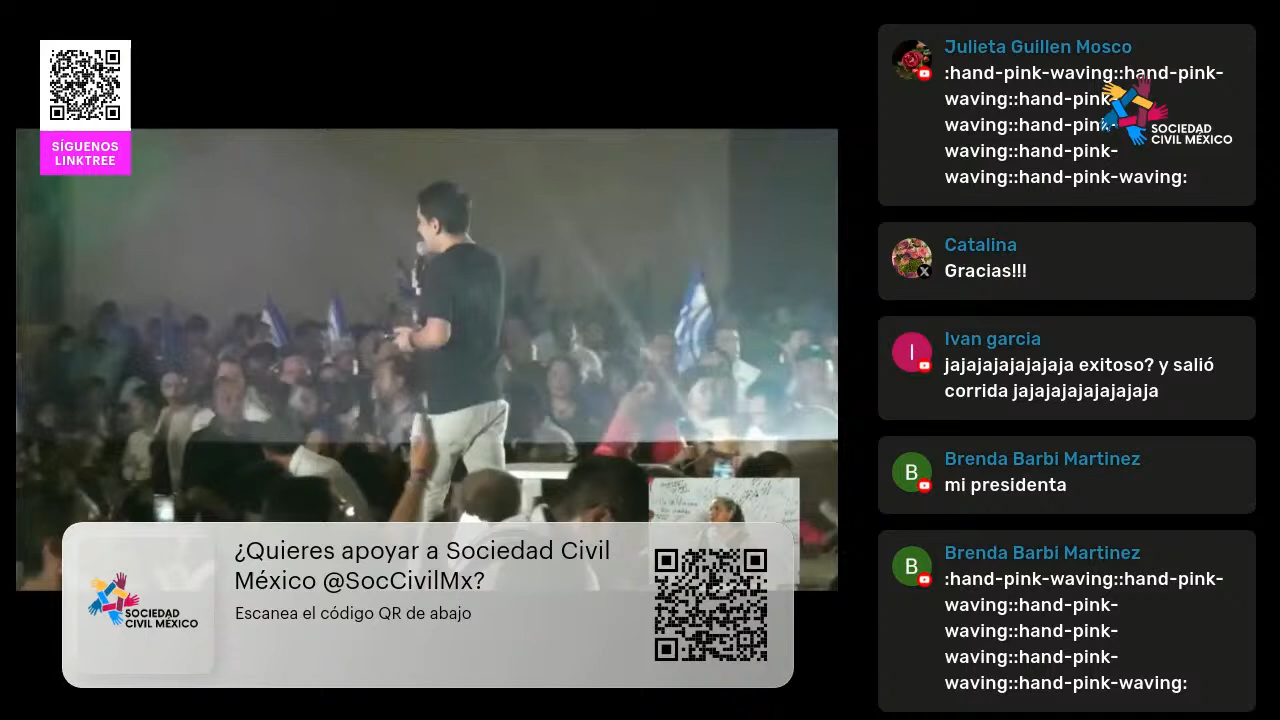 SÍGUENOS
LINKTREE
¿Quieres apoyar a Sociedad Civil
México @SocCivilMx?
Escanea el código QR de abajo
SOCIEDAD
CIVIL MÉXICO
Julieta Guillen Mosco
:hand-pink-waving::hand-pink-
waving::hand-pink-
waving::hand-pink-
waving::hand-pink-
waving::hand-pink-waving:
SOCIEDAD
CIVIL MÉXICO
Catalina
Gracias!!!
I
Ivan garcia
jajajajajajajaja exitoso? y salió
corrida jajajajajajajajaja
B
Brenda Barbi Martinez
mi presidenta
B
Brenda Barbi Martinez
:hand-pink-waving::hand-pink-
waving::hand-pink-
waving::hand-pink-
waving::hand-pink-
waving::hand-pink-waving: